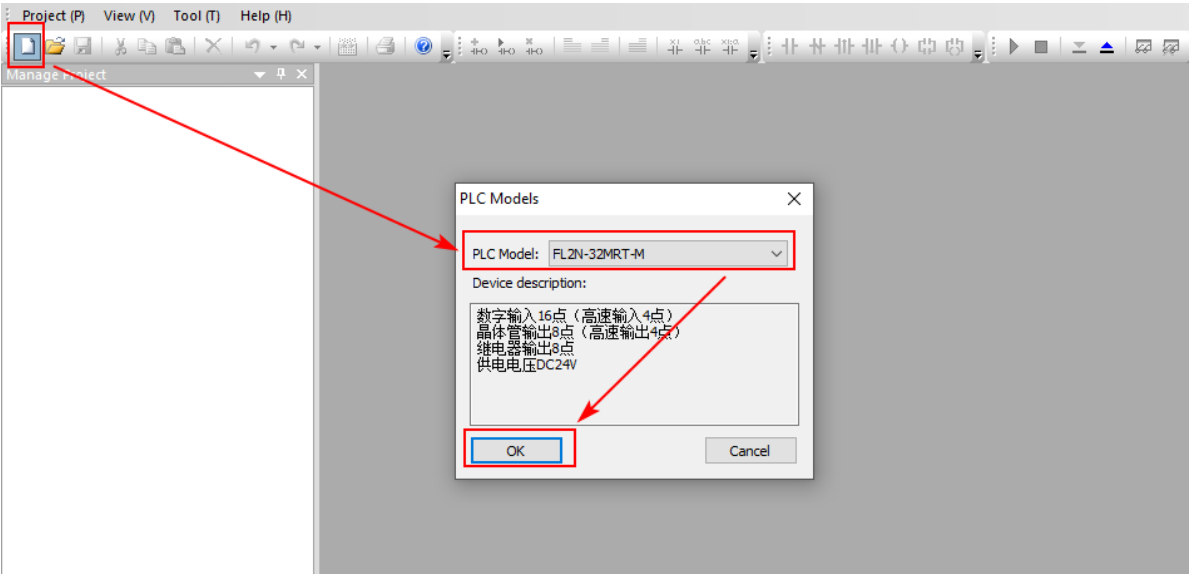 Project (P) View (V) Tool (T) Help (H)
Manage Project
PLC Models
PLC Model: FL2N-32MRT-M
Device description:
数字输入16点（高速输入4点）
晶体管输出8点（高速输出4点）
继电器输出8点
供电电压DC24V
OK Cancel